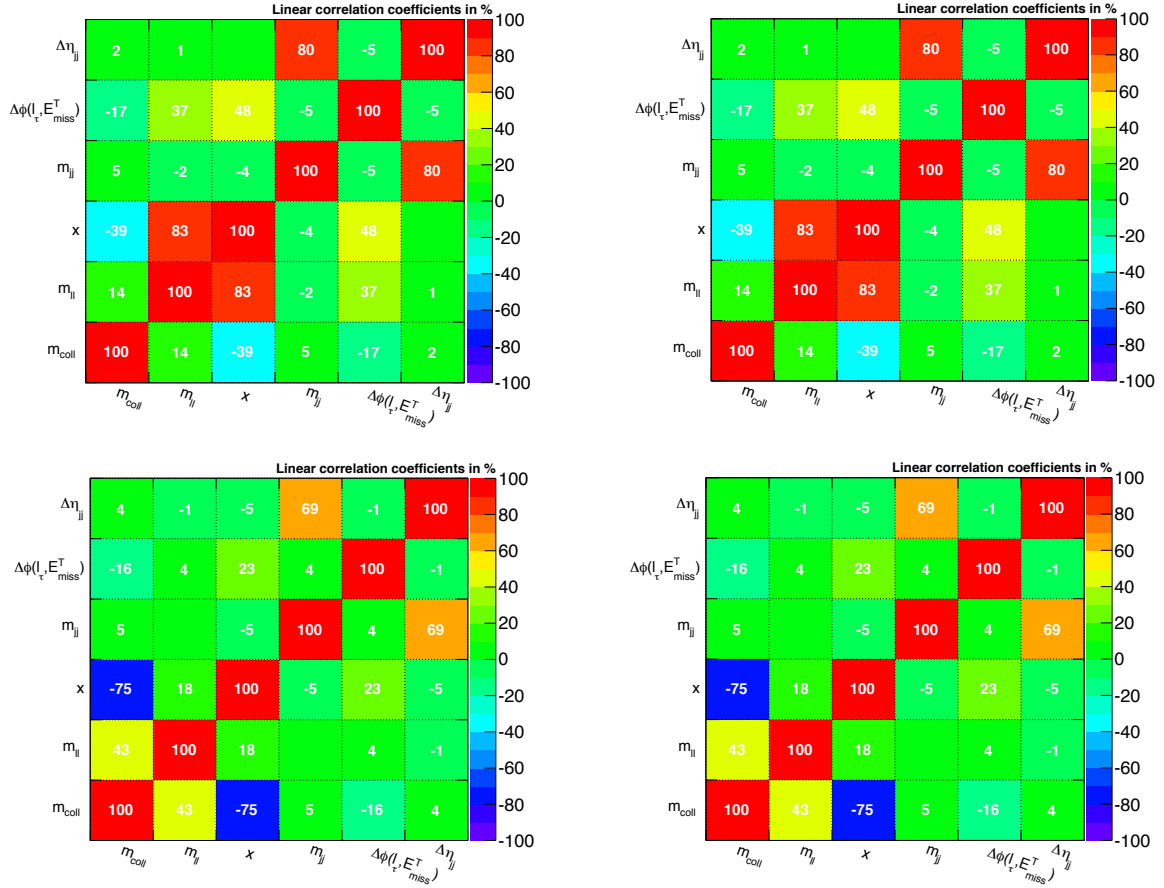 Linear correlation coefficients in %
Δη_jj 2 1 80 -5 100
Δφ(l_τ,E^T_miss) -17 37 48 -5 100 -5
m_jj 5 -2 -4 100 -5 80
x -39 83 100 -4 48
m_ll 14 100 83 -2 37 1
m_coll 100 14 -39 5 -17 2
m_coll m_ll x m_jj Δφ(l_τ,E^T_miss) Δη_jj
100
80
60
40
20
0
-20
-40
-60
-80
-100
Linear correlation coefficients in %
Δη_jj 2 1 80 -5 100
Δφ(l_τ,E^T_miss) -17 37 48 -5 100 -5
m_jj 5 -2 -4 100 -5 80
x -39 83 100 -4 48
m_ll 14 100 83 -2 37 1
m_coll 100 14 -39 5 -17 2
m_coll m_ll x m_jj Δφ(l_τ,E^T_miss) Δη_jj
100
80
60
40
20
0
-20
-40
-60
-80
-100
Linear correlation coefficients in %
Δη_jj 4 -1 -5 69 -1 100
Δφ(l_τ,E^T_miss) -16 4 23 4 100 -1
m_jj 5 -5 100 4 69
x -75 18 100 -5 23 -5
m_ll 43 100 18 4 -1
m_coll 100 43 -75 5 -16 4
m_coll m_ll x m_jj Δφ(l_τ,E^T_miss) Δη_jj
100
80
60
40
20
0
-20
-40
-60
-80
-100
Linear correlation coefficients in %
Δη_jj 4 -1 -5 69 -1 100
Δφ(l_τ,E^T_miss) -16 4 23 4 100 -1
m_jj 5 -5 100 4 69
x -75 18 100 -5 23 -5
m_ll 43 100 18 4 -1
m_coll 100 43 -75 5 -16 4
m_coll m_ll x m_jj Δφ(l_τ,E^T_miss) Δη_jj
100
80
60
40
20
0
-20
-40
-60
-80
-100